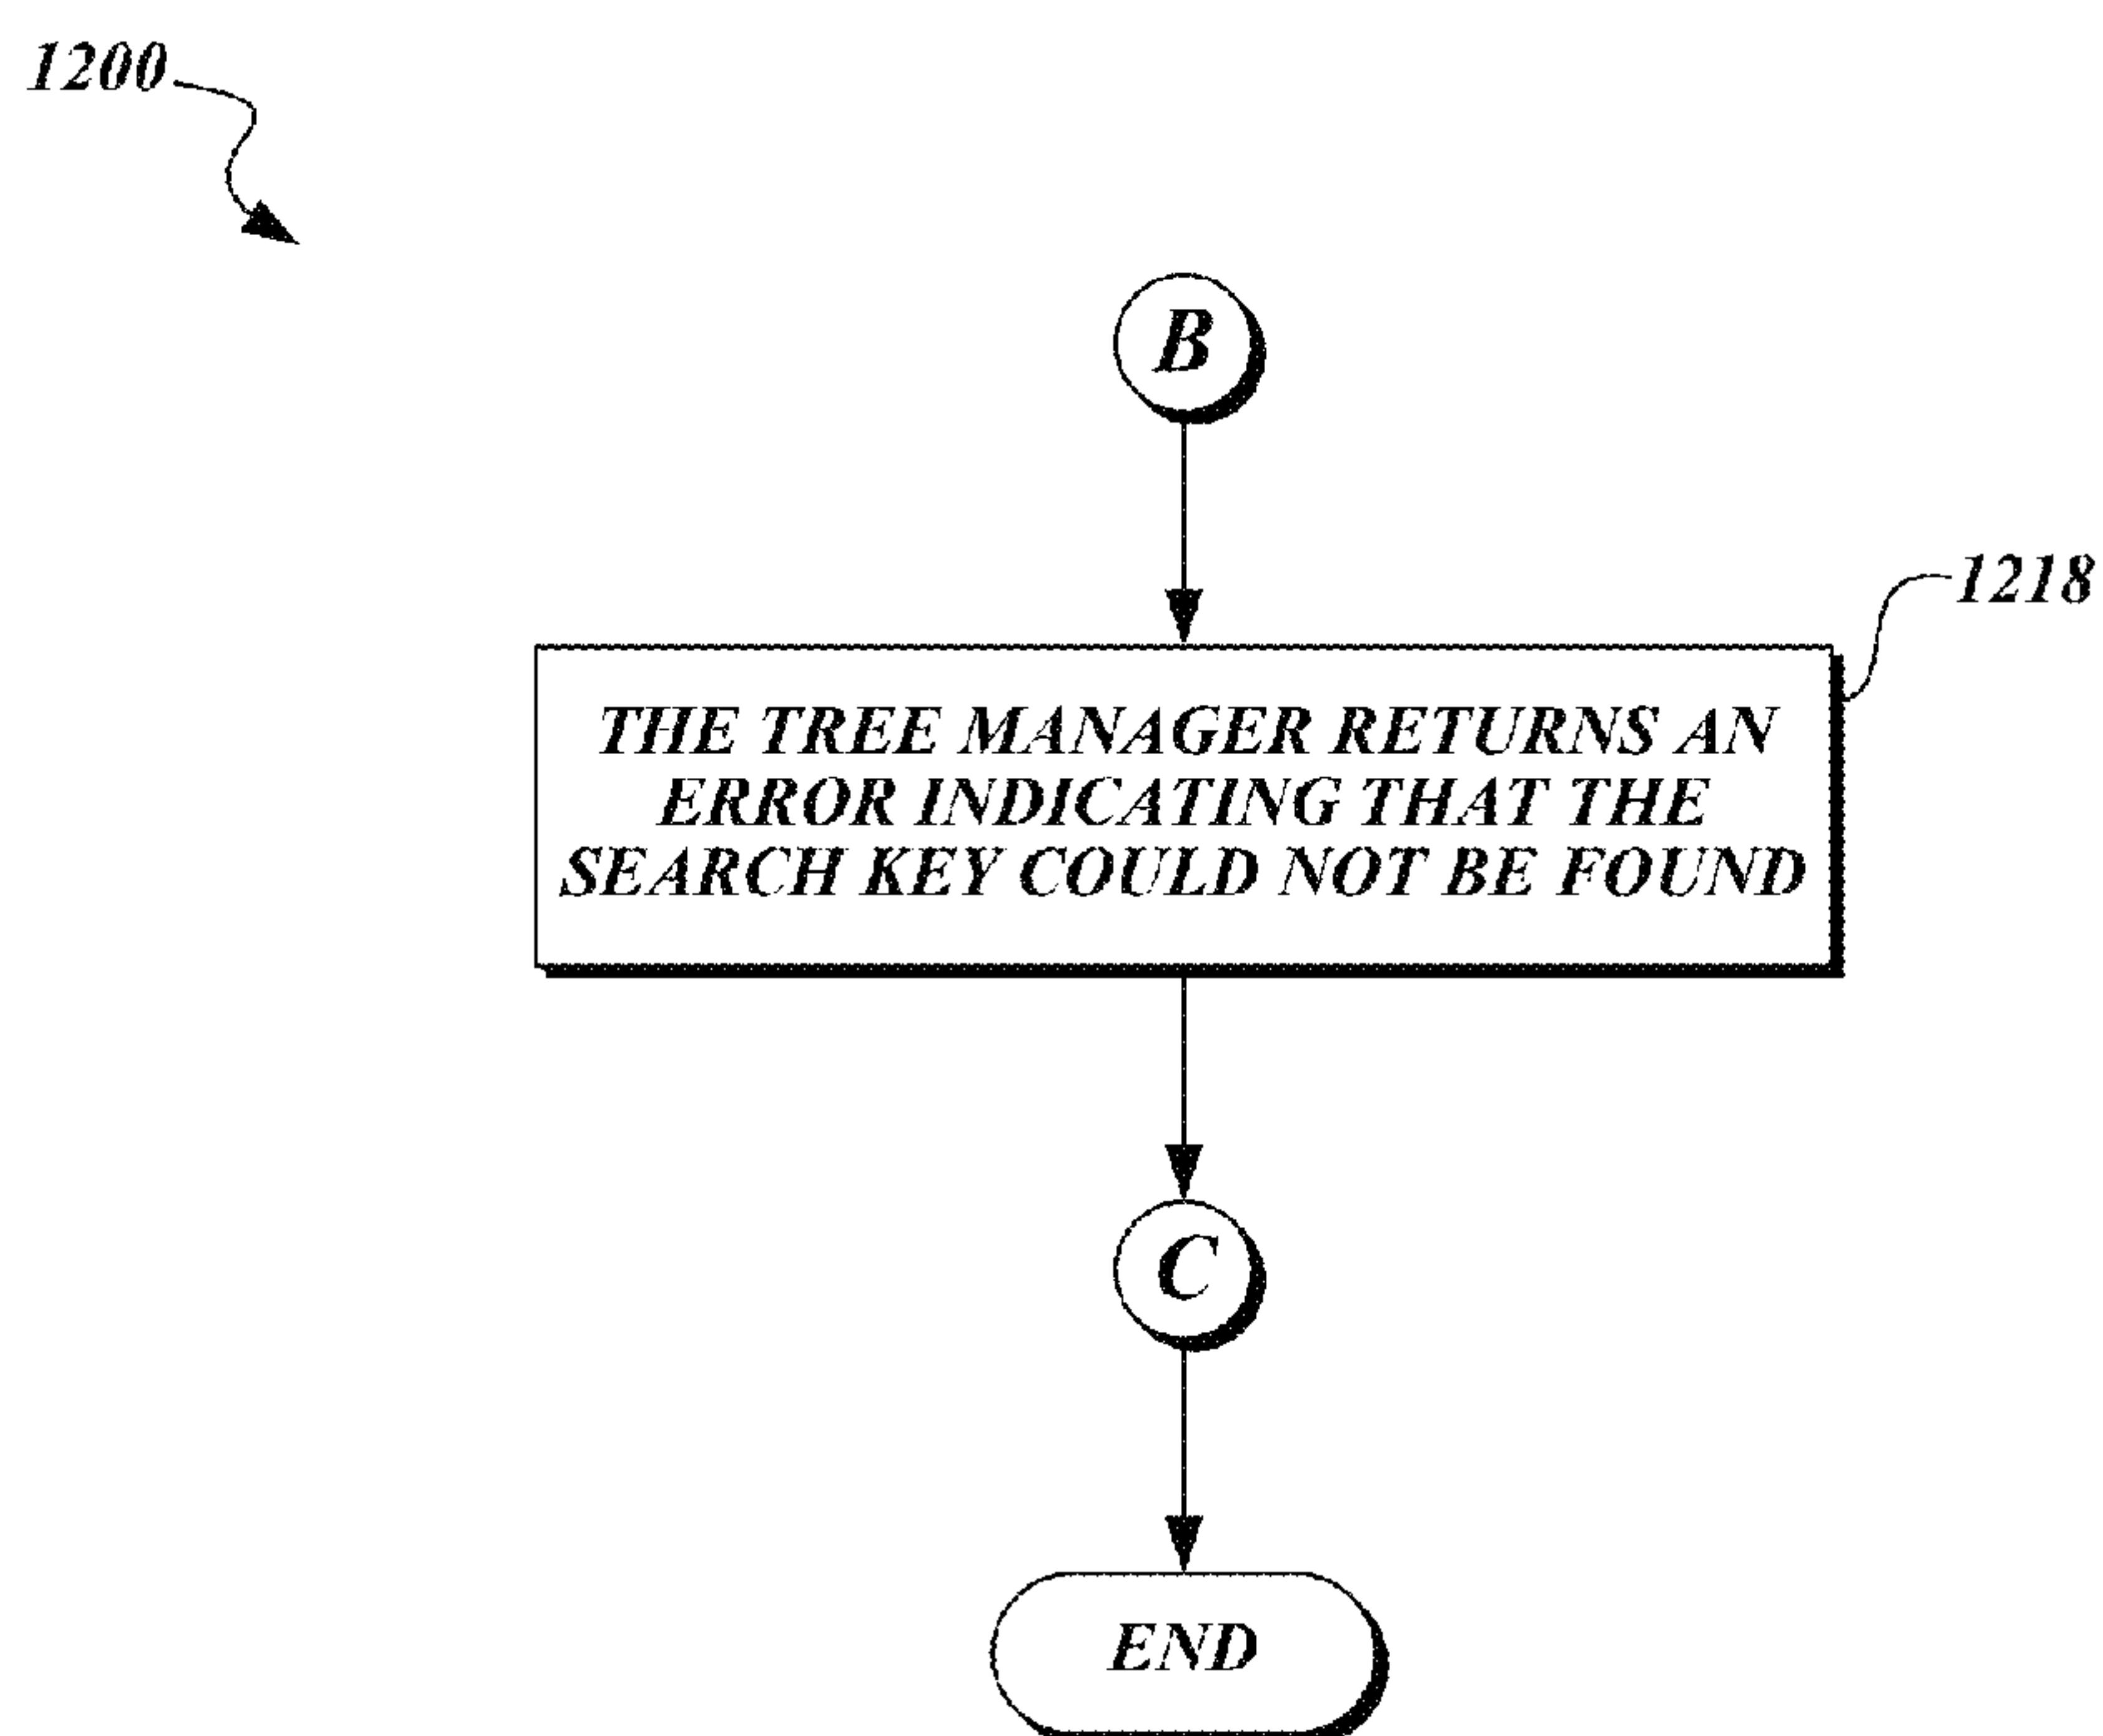 1200
B
1218
THE TREE MANAGER RETURNS AN
ERROR INDICATING THAT THE
SEARCH KEY COULD NOT BE FOUND
C
END